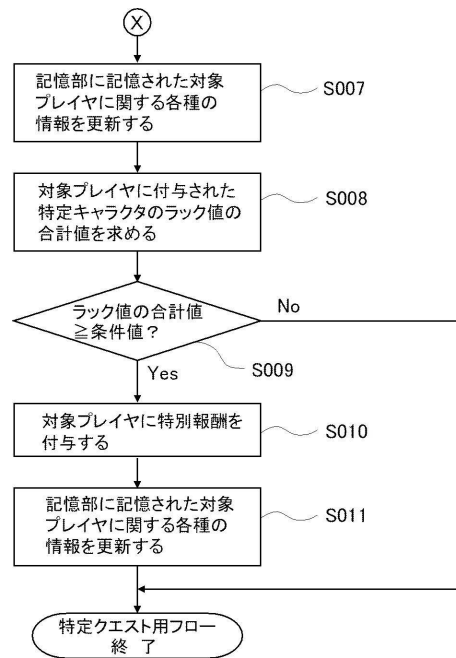 X
記憶部に記憶された対象
プレイヤに関する各種の
情報を更新する
S007
対象プレイヤに付与された
特定キャラクタのラック値の
合計値を求める
S008
ラック値の合計値
≧条件値?
No
S009
Yes
対象プレイヤに特別報酬を
付与する
S010
記憶部に記憶された対象
プレイヤに関する各種の
情報を更新する
S011
特定クエスト用フロー
終 了